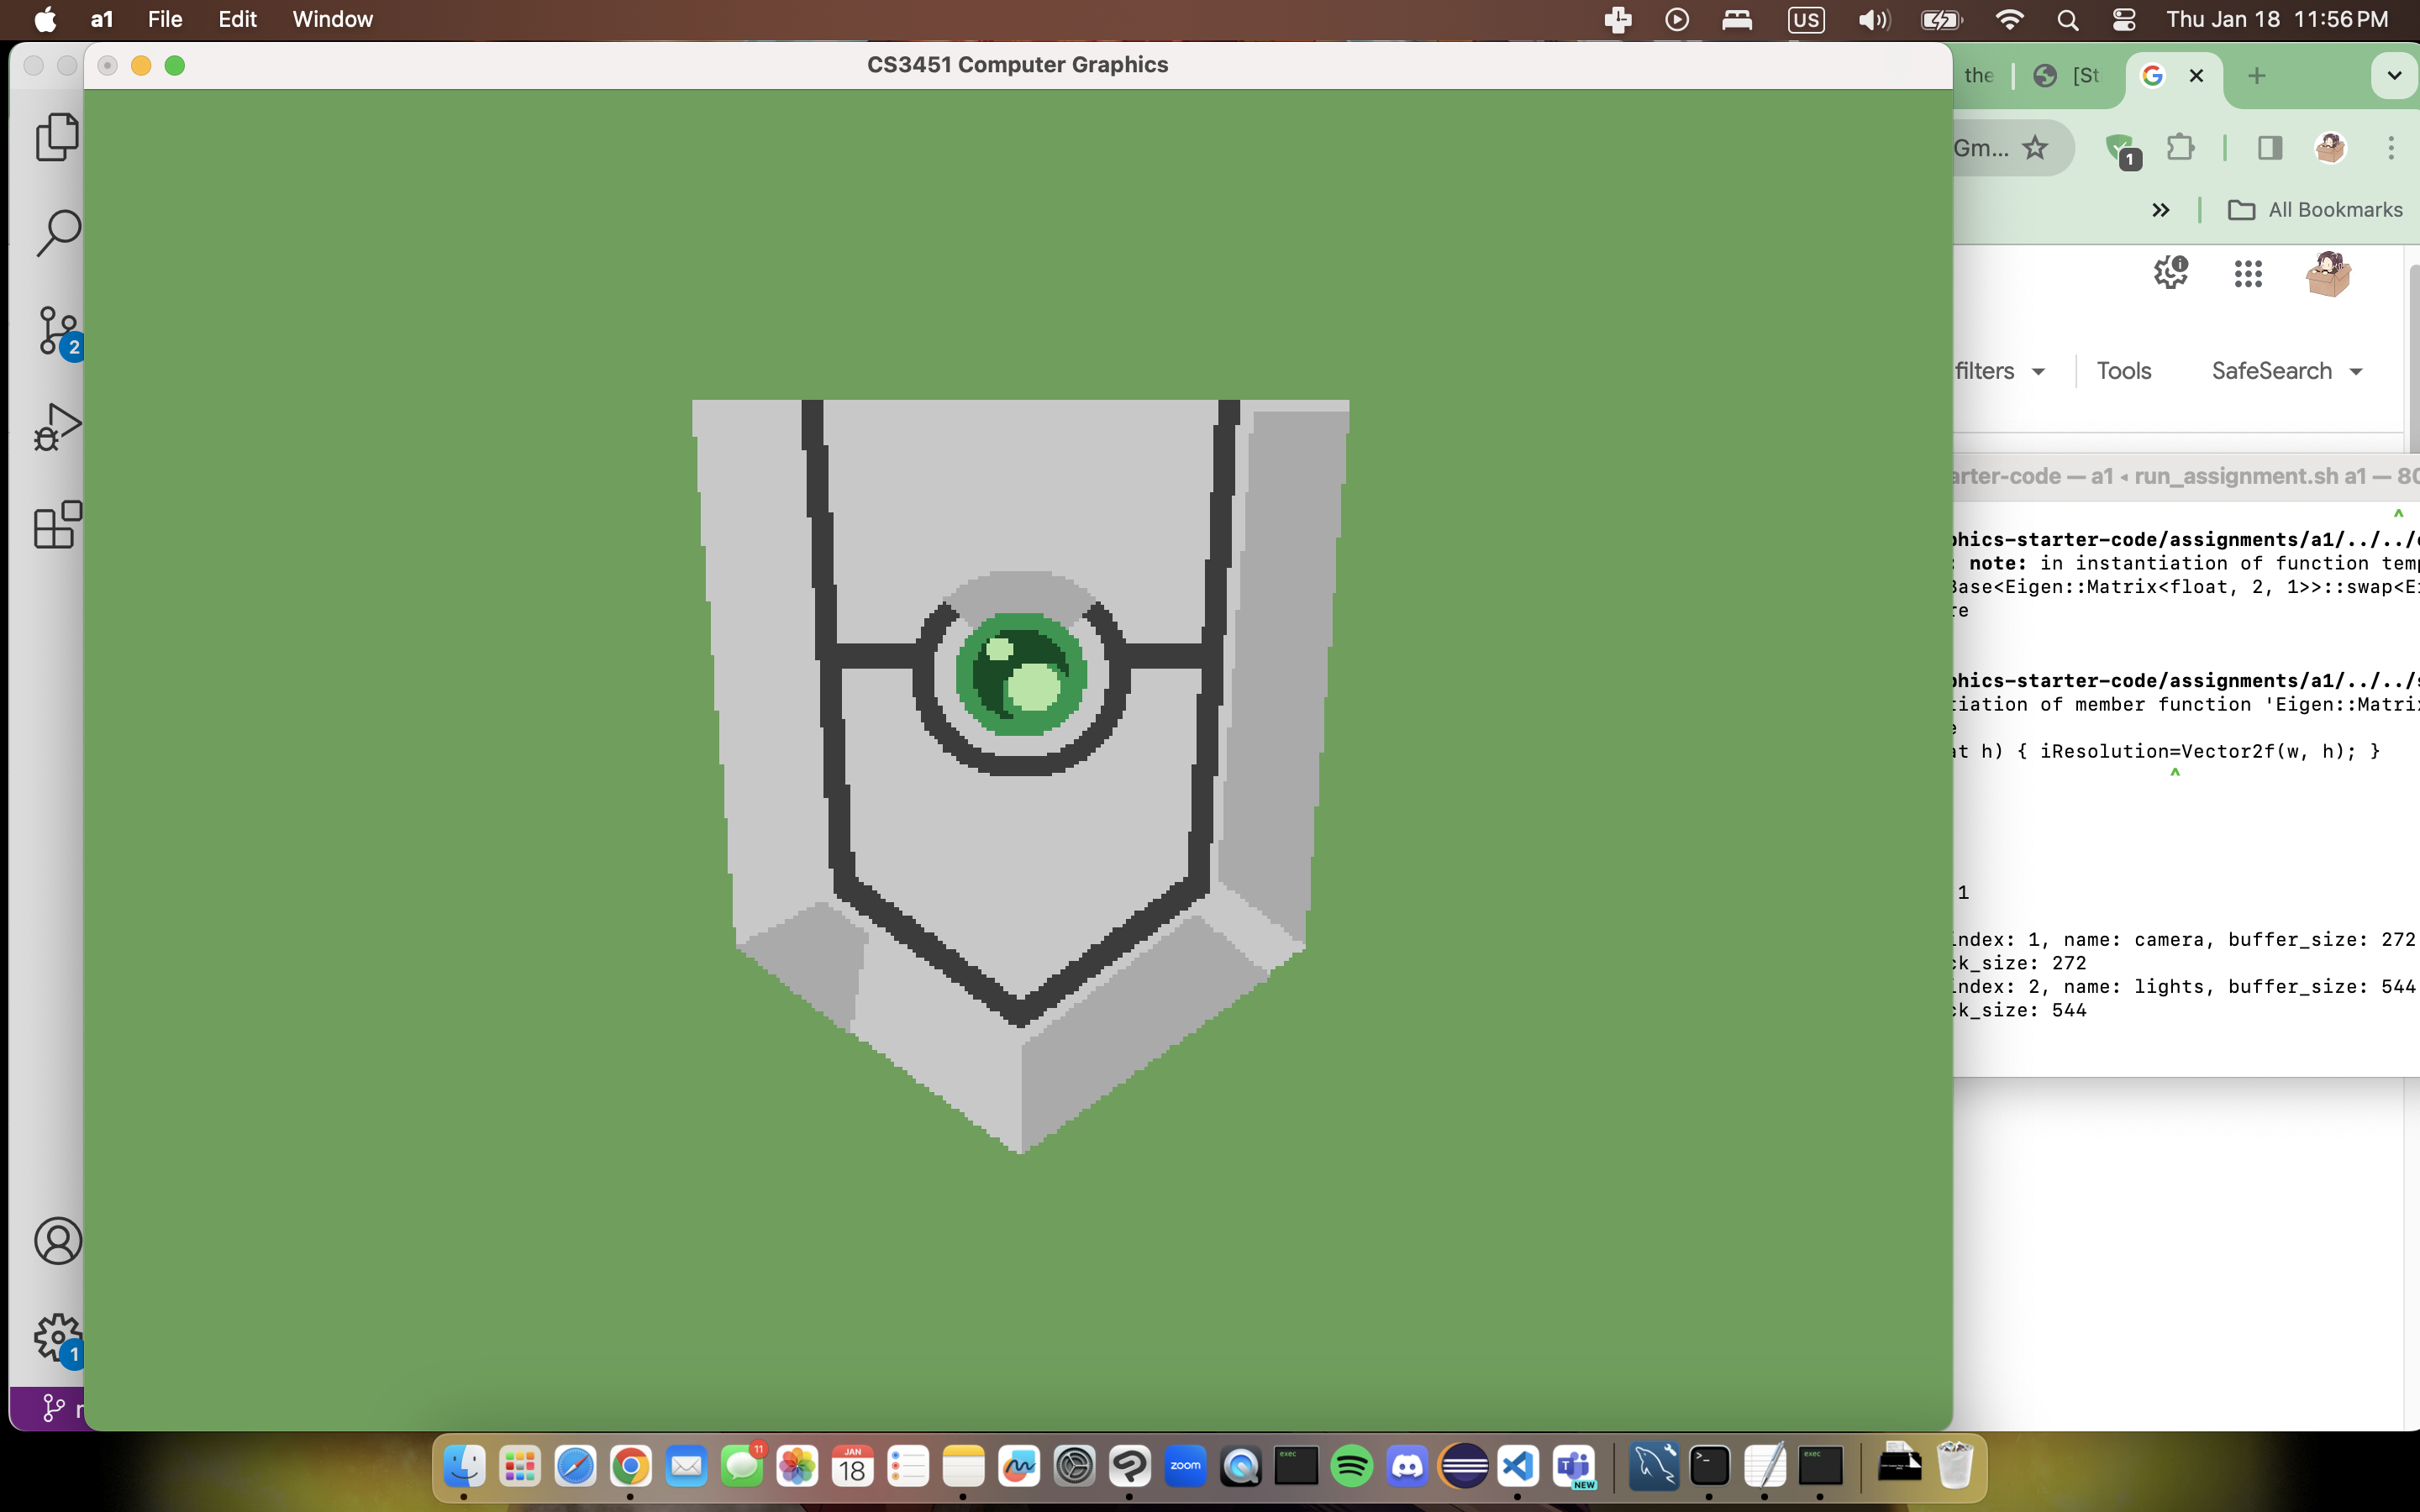 a1 File Edit Window
US
Thu Jan 18 11:56 PM
CS3451 Computer Graphics
the
[St
Gm...
1
All Bookmarks
2
filters
Tools
SafeSearch
arter-code — a1 ◂ run_assignment.sh a1 — 80
^
phics-starter-code/assignments/a1/../../
: note: in instantiation of function temp
Base<Eigen::Matrix<float, 2, 1>>::swap<Ei
re
phics-starter-code/assignments/a1/../../s
tiation of member function 'Eigen::Matrix
e
at h) { iResolution=Vector2f(w, h); }
^
1
index: 1, name: camera, buffer_size: 272
ck_size: 272
index: 2, name: lights, buffer_size: 544
ck_size: 544
1
11
JAN
18
zoom
exec
T
NEW
exec